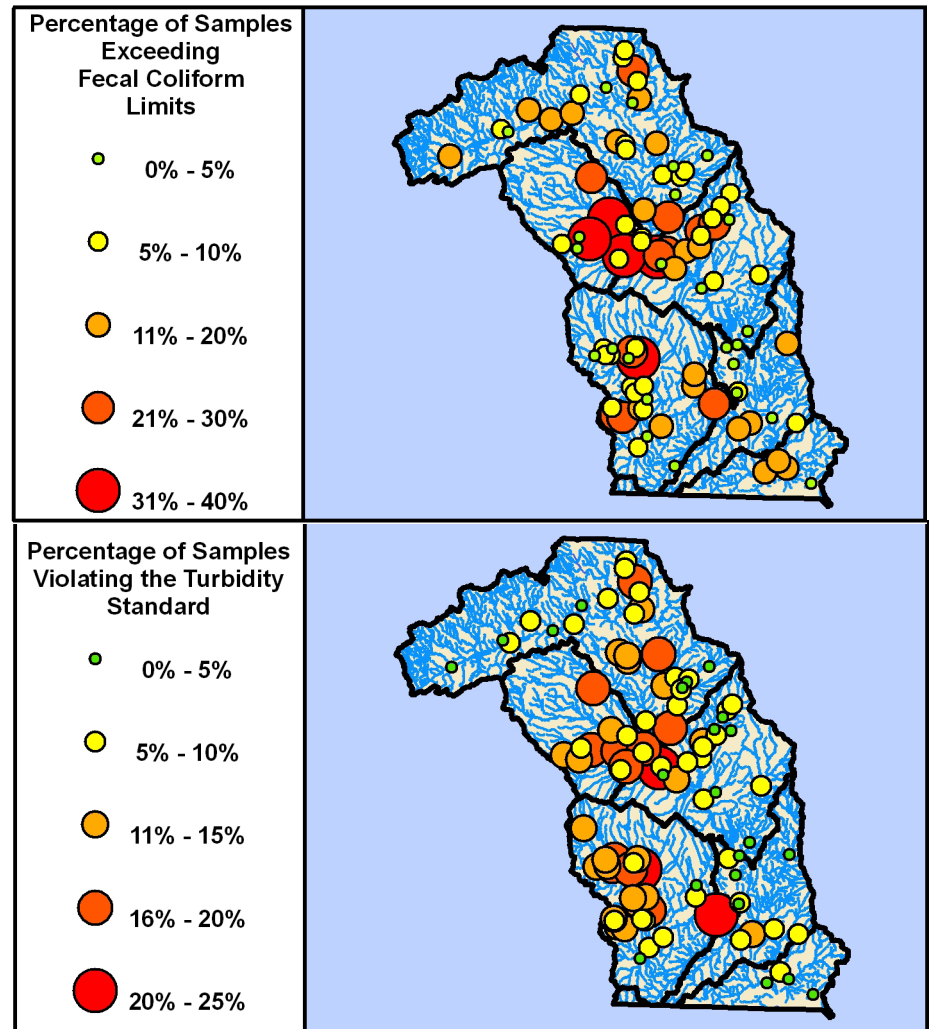 Percentage of Samples
Exceeding
Fecal Coliform
Limits
0% - 5%
5% - 10%
11% - 20%
21% - 30%
31% - 40%
Percentage of Samples
Violating the Turbidity
Standard
0% - 5%
5% - 10%
11% - 15%
16% - 20%
20% - 25%